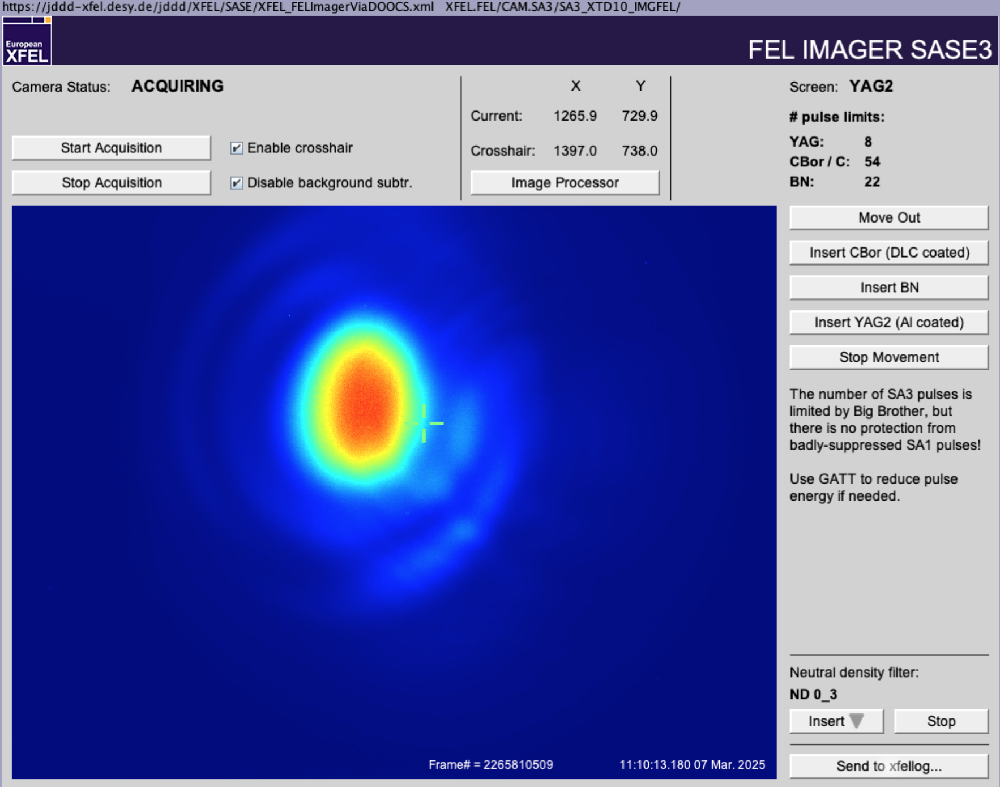 https://jddd-xfel.desy.de/jddd/XFEL/SASE/XFEL_FELImagerViaDOOCS.xml XFEL.FEL/CAM.SA3/SA3_XTD10_IMGFEL/
European
XFEL
FEL IMAGER SASE3
Camera Status: ACQUIRING
Start Acquisition
Enable crosshair
Stop Acquisition
Disable background subtr.
X Y
Current: 1265.9 729.9
Crosshair: 1397.0 738.0
Image Processor
Screen: YAG2
# pulse limits:
YAG: 8
CBor / C: 54
BN: 22
Move Out
Insert CBor (DLC coated)
Insert BN
Insert YAG2 (Al coated)
Stop Movement
The number of SA3 pulses is
limited by Big Brother, but
there is no protection from
badly-suppressed SA1 pulses!
Use GATT to reduce pulse
energy if needed.
Neutral density filter:
ND 0_3
Insert
Stop
Send to xfellog...
Frame# = 2265810509
11:10:13.180 07 Mar. 2025